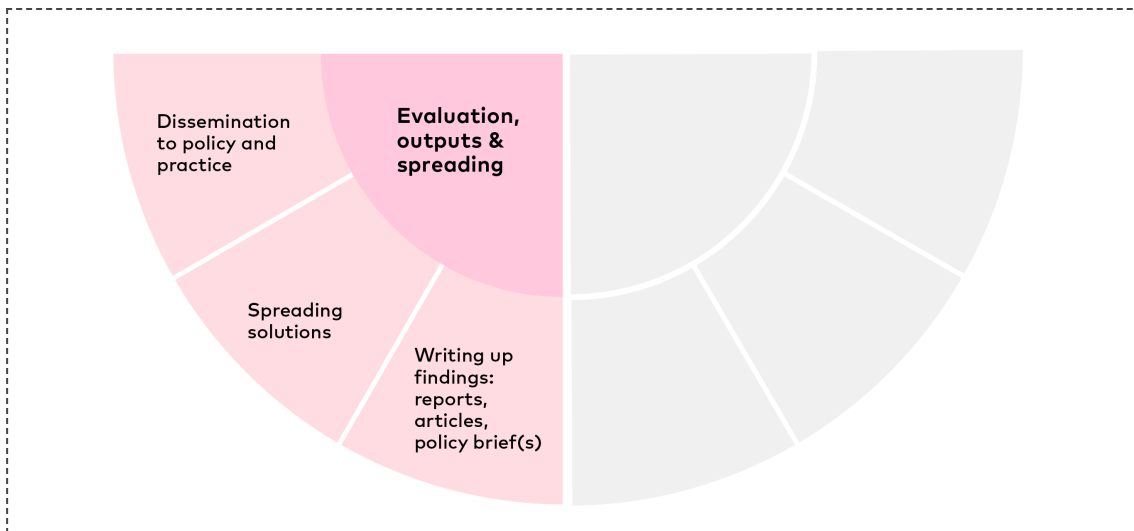 Dissemination
to policy and
practice
Evaluation,
outputs &
spreading
Spreading
solutions
Writing up
findings:
reports,
articles,
policy brief(s)